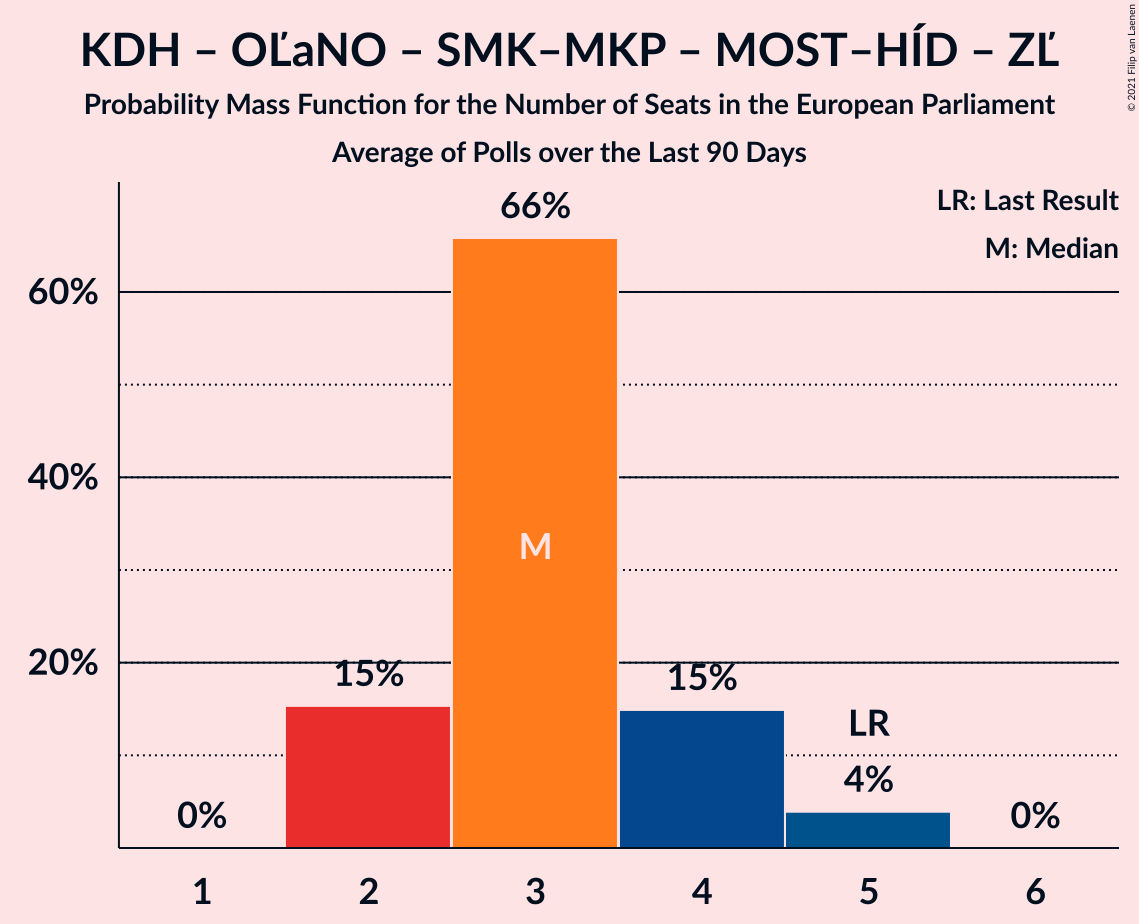 KDH – OĽaNO – SMK–MKP – MOST–HÍD – ZĽ
Probability Mass Function for the Number of Seats in the European Parliament
Average of Polls over the Last 90 Days
© 2021 Filip van Laenen
LR: Last Result
M: Median
66%
60%
40%
20%
M
15%
15%
LR
4%
0%
0%
1 2 3 4 5 6